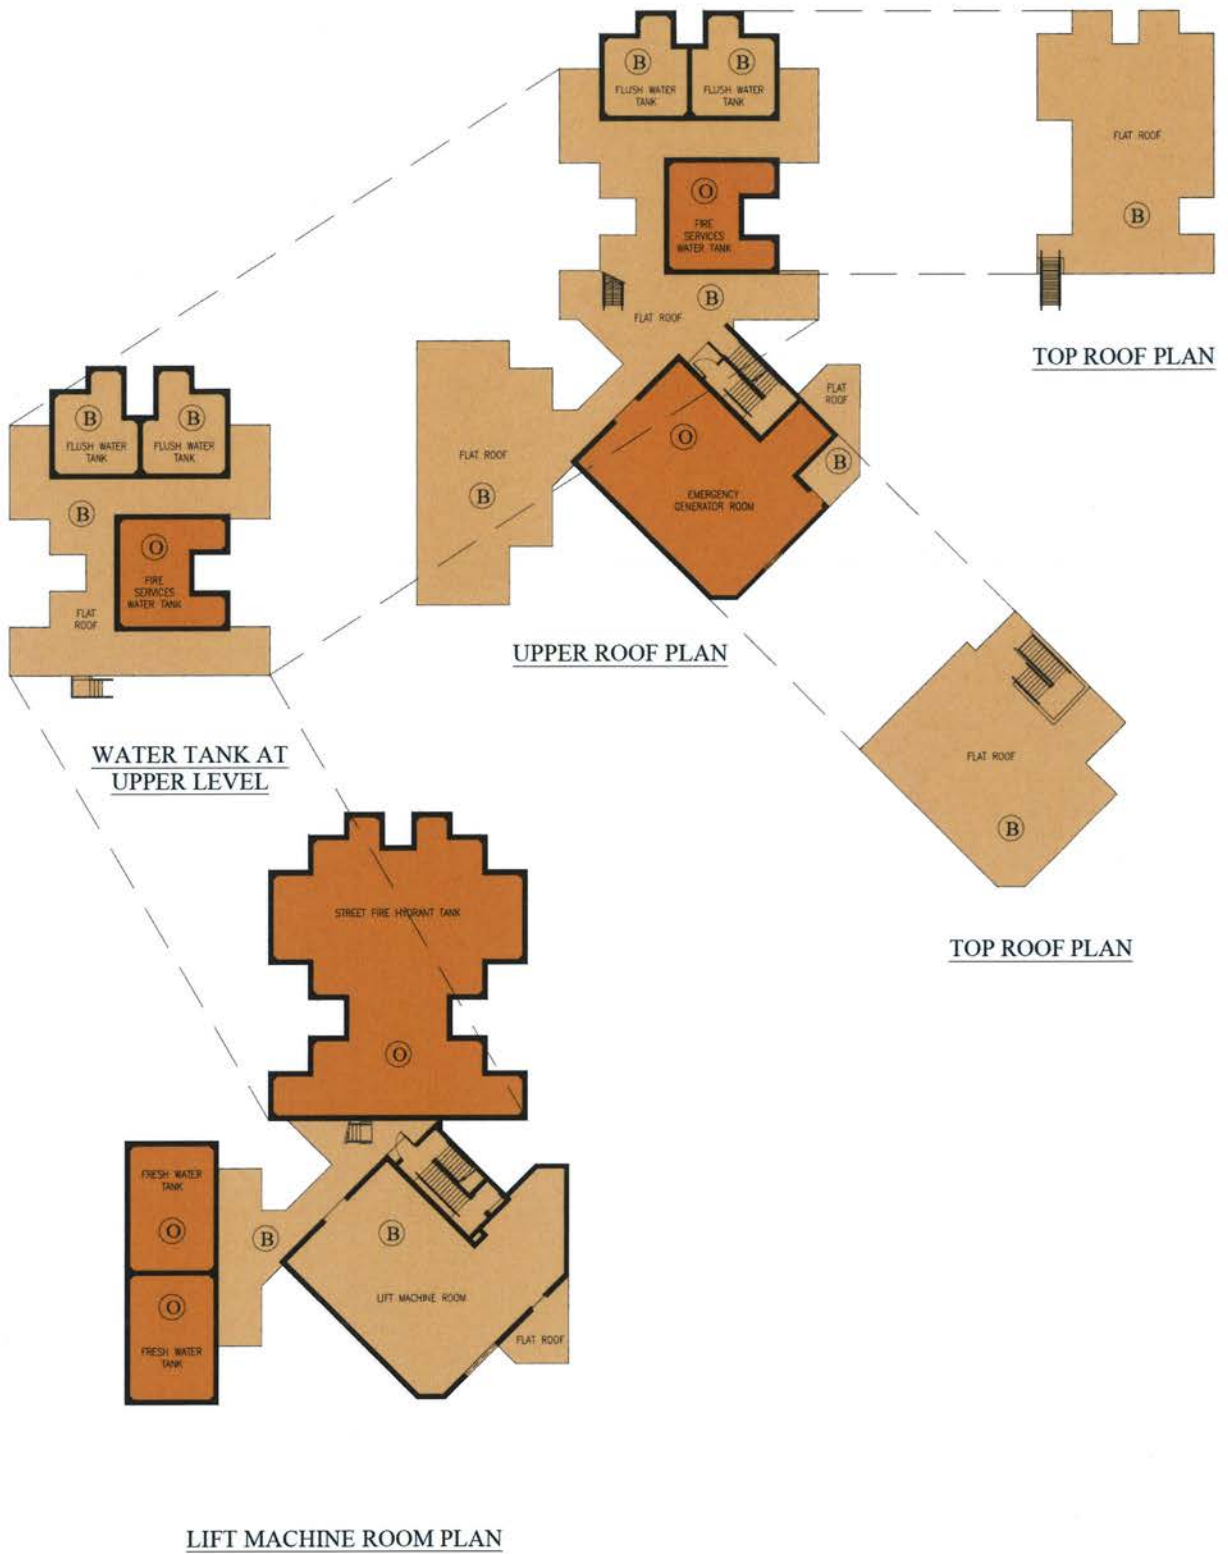 B
B
FLUSH WATER
TANK
FLUSH WATER
TANK
O
FIRE
SERVICES
WATER TANK
B
FLAT ROOF
FLAT ROOF
B
TOP ROOF PLAN
FLAT ROOF
B
O
EMERGENCY
GENERATOR ROOM
FLAT
ROOF
B
UPPER ROOF PLAN
B
B
FLUSH WATER
TANK
FLUSH WATER
TANK
B
O
FIRE
SERVICES
WATER TANK
FLAT
ROOF
WATER TANK AT
UPPER LEVEL
FLAT ROOF
B
TOP ROOF PLAN
STREET FIRE HYDRANT TANK
O
FRESH WATER
TANK
O
O
FRESH WATER
TANK
B
B
LIFT MACHINE ROOM
FLAT ROOF
LIFT MACHINE ROOM PLAN